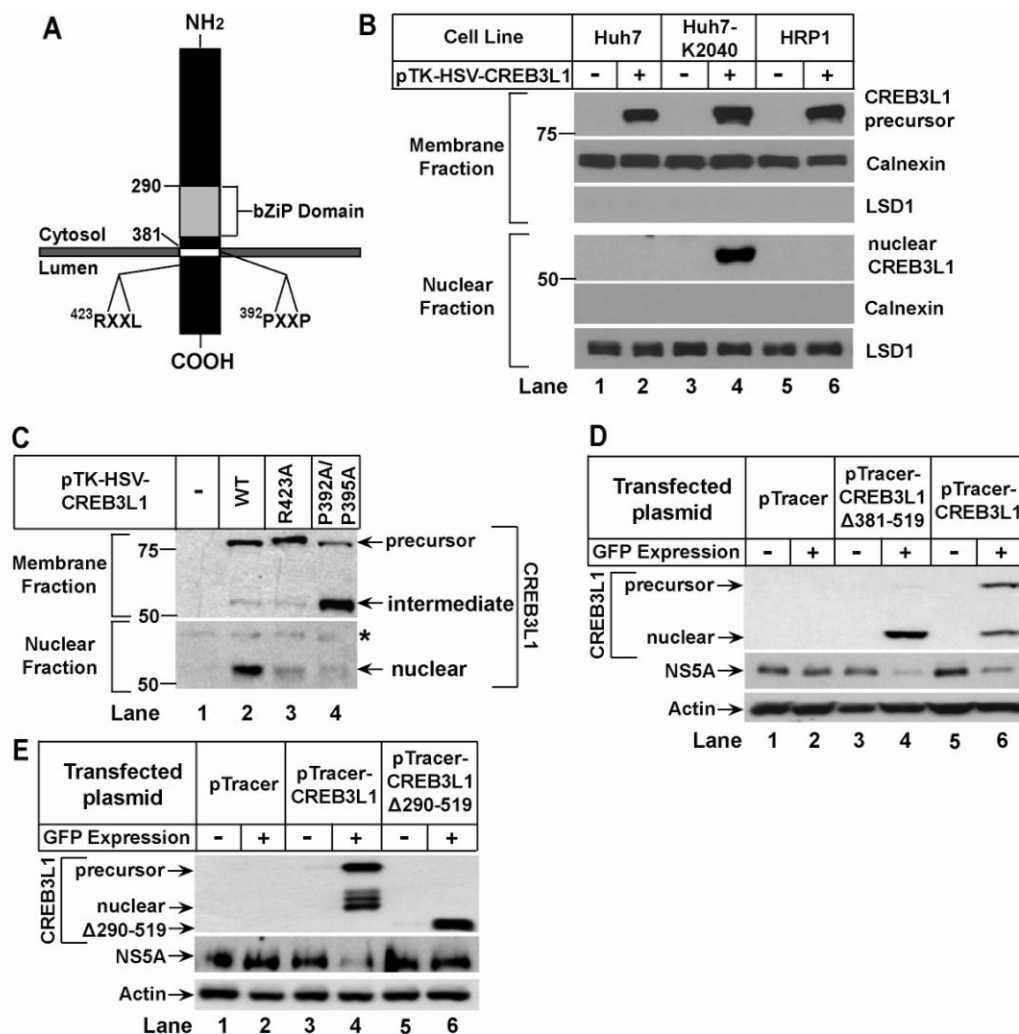 A
NH2
290
bZiP Domain
Cytosol 381
Lumen
423RXXL 392PXXP
COOH
B
Cell Line Huh7 Huh7-K2040 HRP1
pTK-HSV-CREB3L1 - + - + - +
Membrane Fraction
75
CREB3L1 precursor
Calnexin
LSD1
Nuclear Fraction
50
nuclear CREB3L1
Calnexin
LSD1
Lane 1 2 3 4 5 6
C
pTK-HSV-CREB3L1 - WT R423A P392A/P395A
Membrane Fraction
75
precursor
intermediate
50
CREB3L1
Nuclear Fraction
*
nuclear
50
Lane 1 2 3 4
D
Transfected plasmid pTracer pTracer-CREB3L1 Δ381-519 pTracer-CREB3L1
GFP Expression - + - + - +
CREB3L1
precursor
nuclear
NS5A
Actin
Lane 1 2 3 4 5 6
E
Transfected plasmid pTracer pTracer-CREB3L1 pTracer-CREB3L1 Δ290-519
GFP Expression - + - + - +
CREB3L1
precursor
nuclear
Δ290-519
NS5A
Actin
Lane 1 2 3 4 5 6